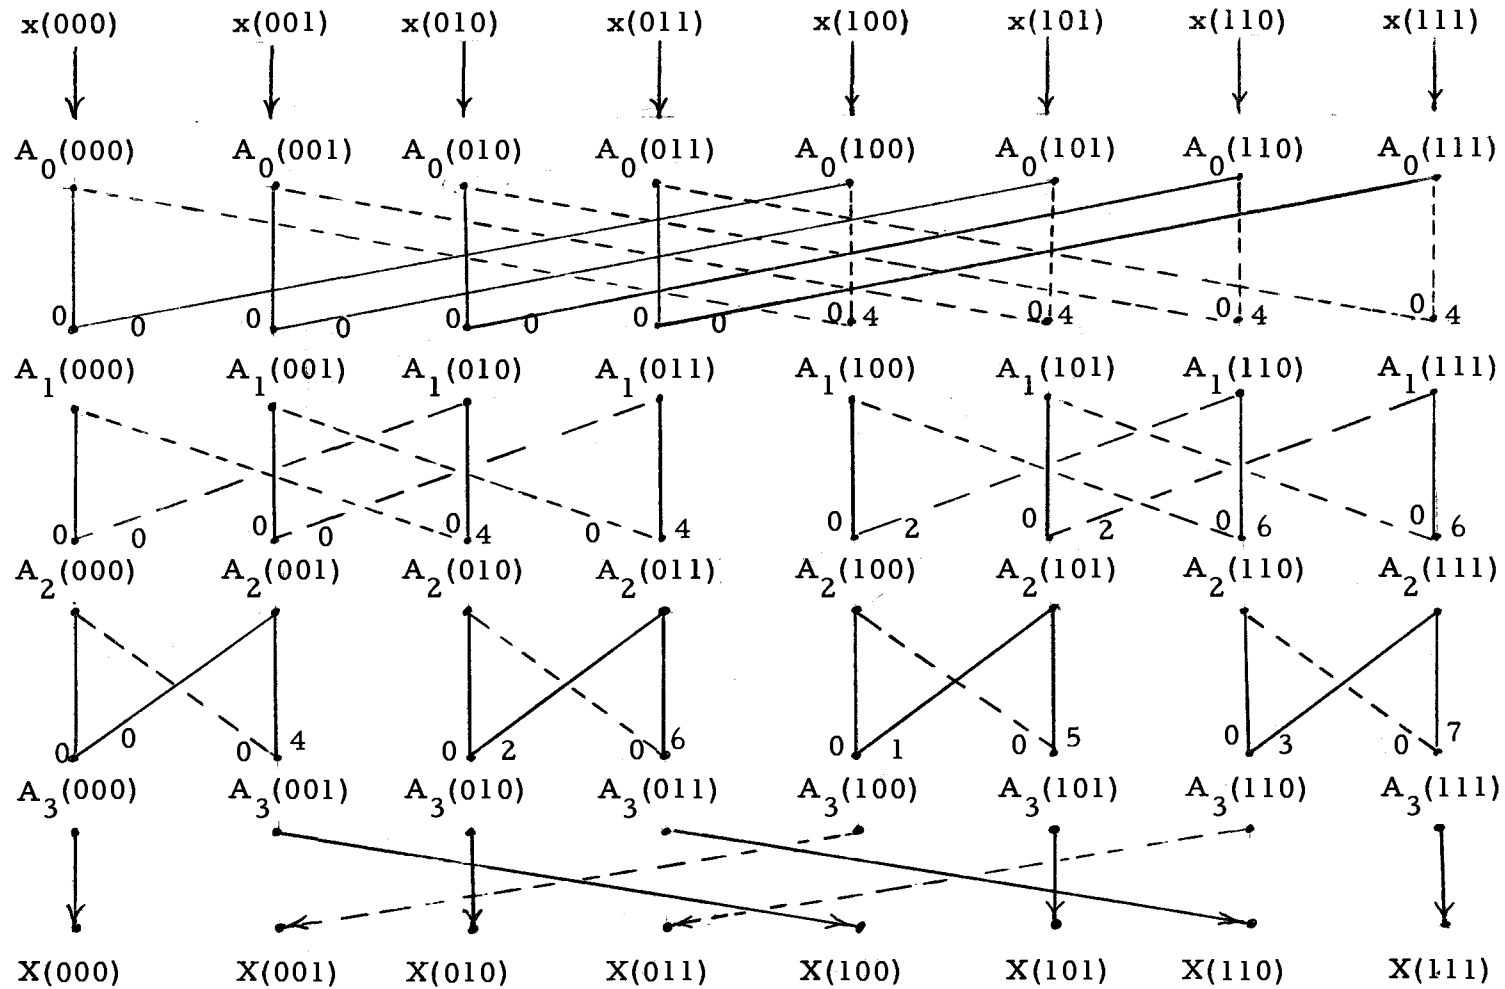 x(000) x(001) x(010) x(011) x(100) x(101) x(110) x(111)
A0(000) A0(001) A0(010) A0(011) A0(100) A0(101) A0(110) A0(111)
0 0 0 0 0 0 0 0 0 4 0 4 0 4 0 4
A1(000) A1(001) A1(010) A1(011) A1(100) A1(101) A1(110) A1(111)
0 0 0 0 0 4 0 4 0 2 0 2 0 6 0 6
A2(000) A2(001) A2(010) A2(011) A2(100) A2(101) A2(110) A2(111)
0 0 0 4 0 2 0 6 0 1 0 5 0 3 0 7
A3(000) A3(001) A3(010) A3(011) A3(100) A3(101) A3(110) A3(111)
X(000) X(001) X(010) X(011) X(100) X(101) X(110) X(111)